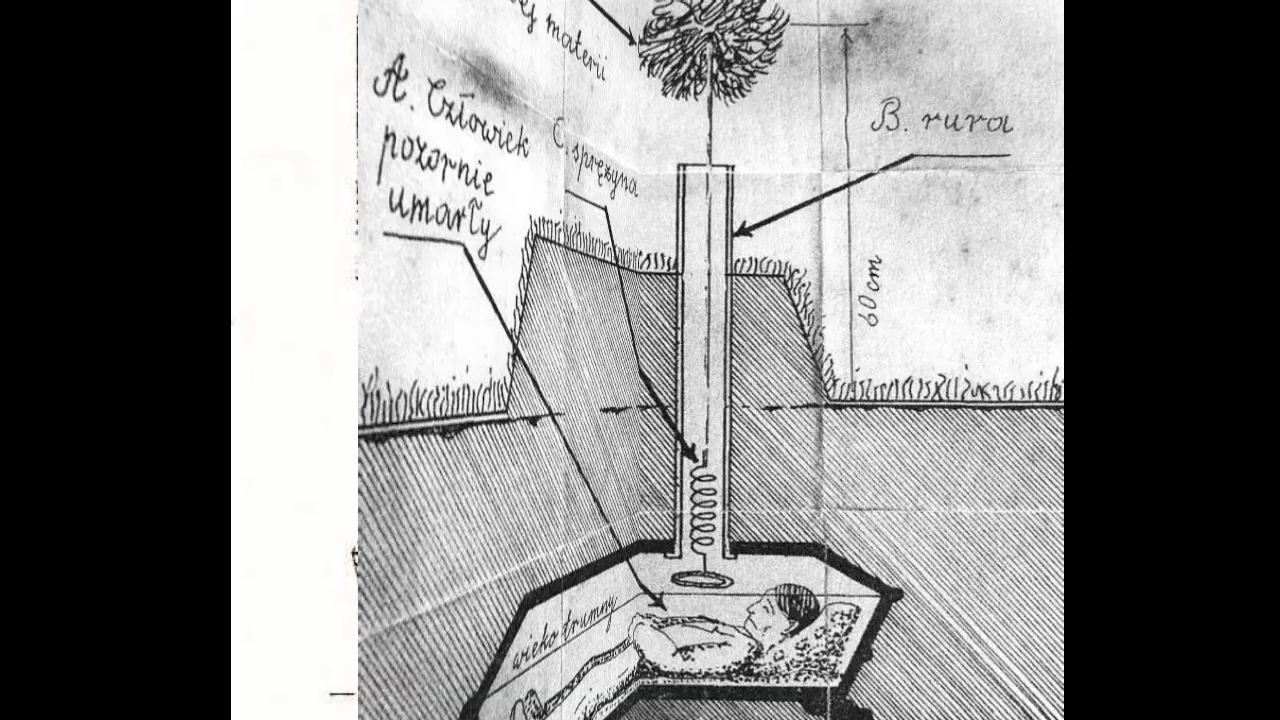 materii
A. Człowiek
pozornie
umarły
C. sprężyna
B. rura
60 cm
wieko trumny